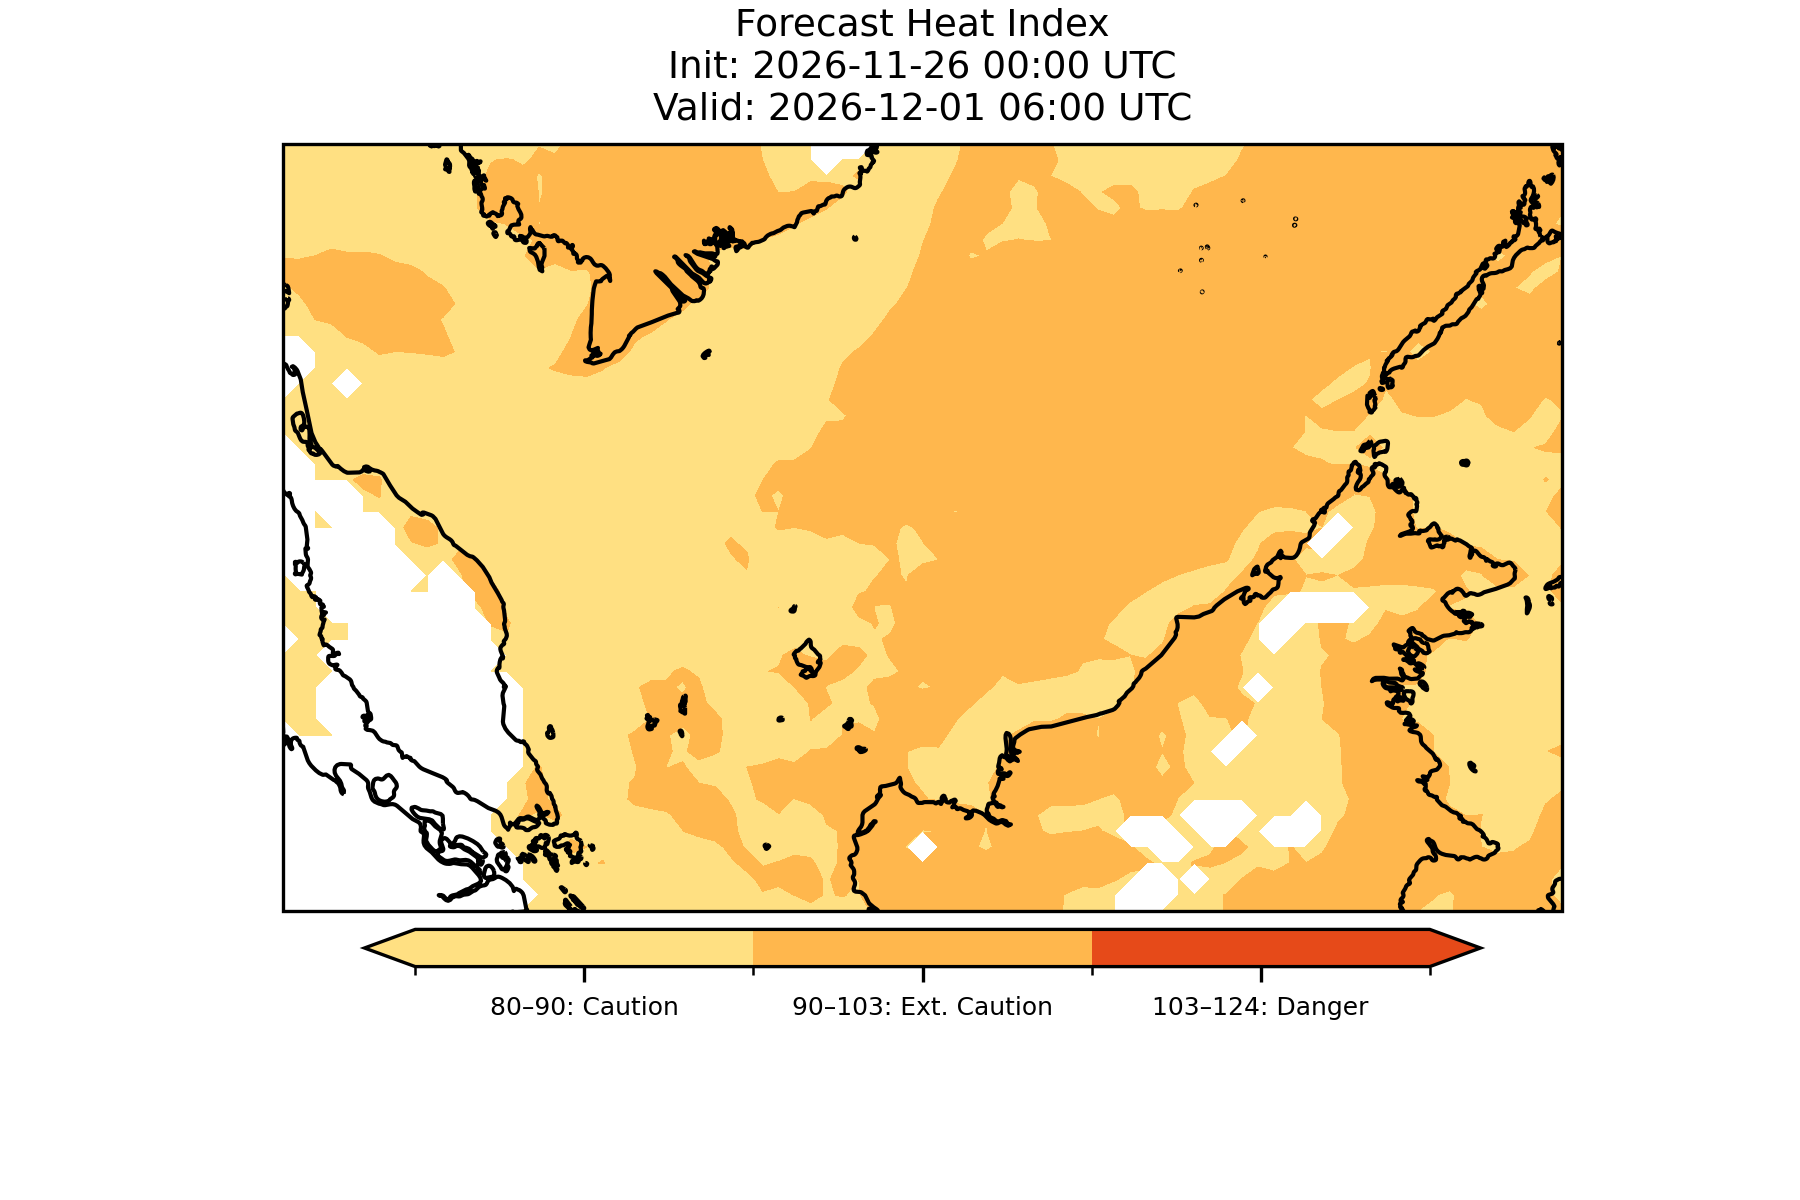 Forecast Heat Index
Init: 2026-11-26 00:00 UTC
Valid: 2026-12-01 06:00 UTC
80–90: Caution
90–103: Ext. Caution
103–124: Danger